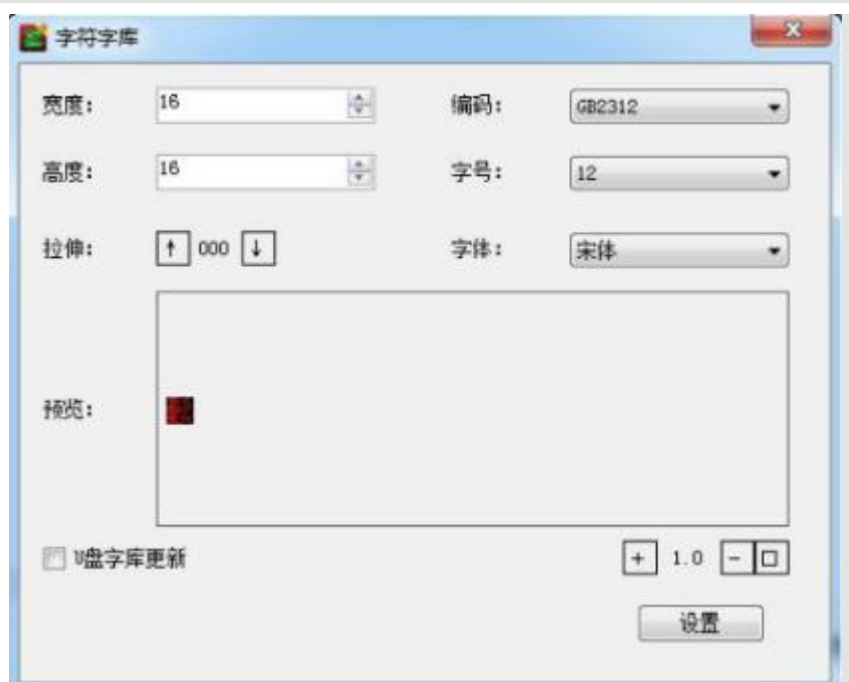 字符字库
宽度： 16 编码： GB2312
高度： 16 字号： 12
拉伸： ↑ 000 ↓ 字体： 宋体
预览：
U盘字库更新 + 1.0 -
设置